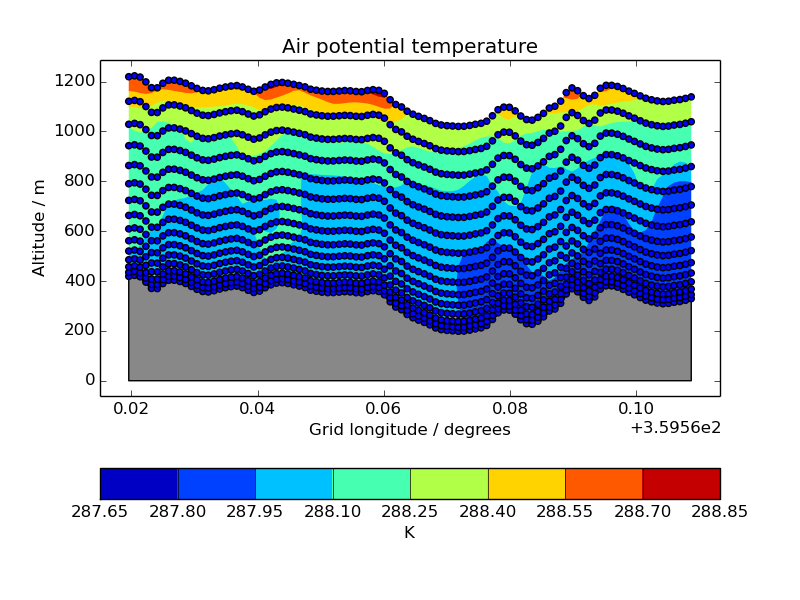 Air potential temperature
1200
1000
800
600
400
200
0
Altitude / m
0.02 0.04 0.06 0.08 0.10
Grid longitude / degrees
+3.5956e2
287.65 287.80 287.95 288.10 288.25 288.40 288.55 288.70 288.85
K